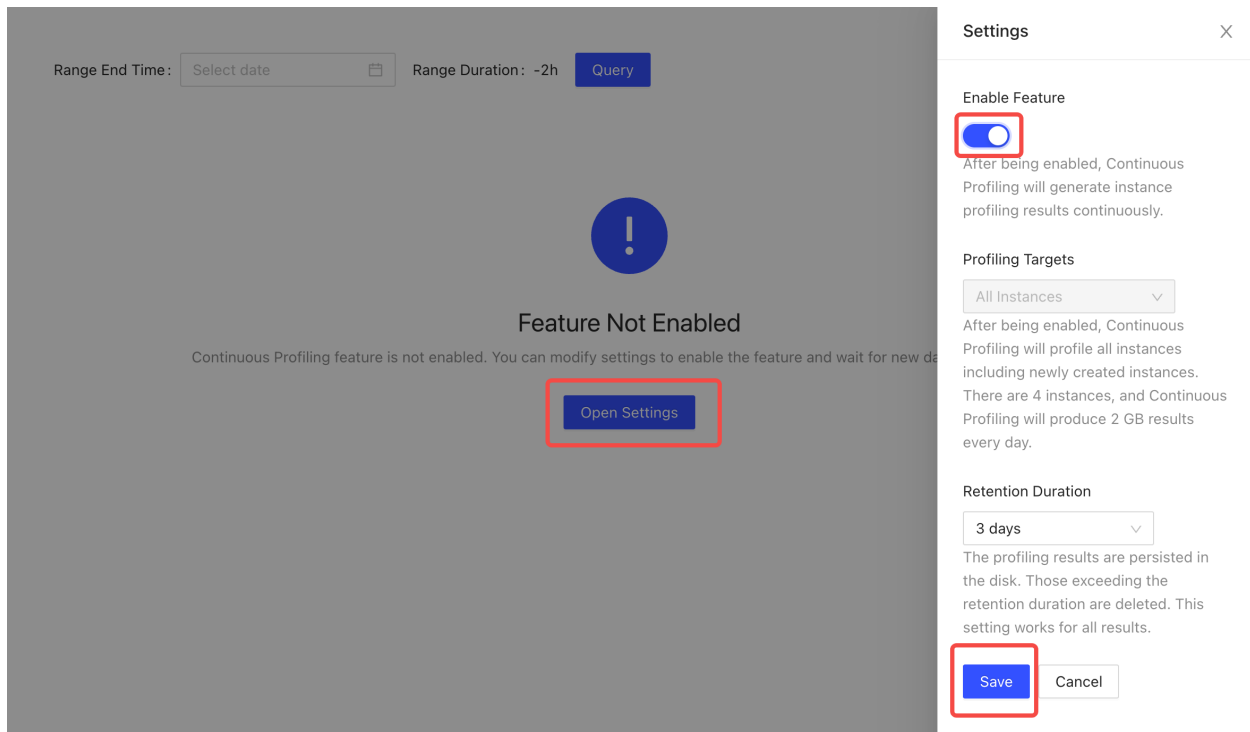 Settings
Range End Time: Select date Range Duration: -2h Query
Feature Not Enabled
Continuous Profiling feature is not enabled. You can modify settings to enable the feature and wait for new da
Open Settings
Enable Feature
After being enabled, Continuous
Profiling will generate instance
profiling results continuously.
Profiling Targets
All Instances
After being enabled, Continuous
Profiling will profile all instances
including newly created instances.
There are 4 instances, and Continuous
Profiling will produce 2 GB results
every day.
Retention Duration
3 days
The profiling results are persisted in
the disk. Those exceeding the
retention duration are deleted. This
setting works for all results.
Save Cancel